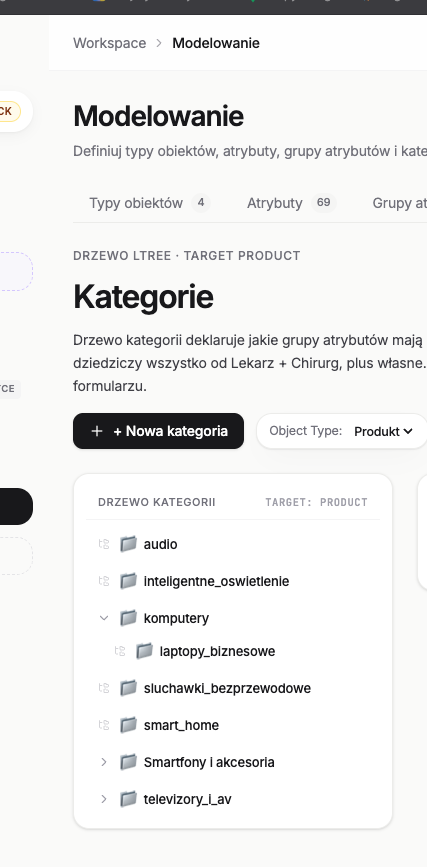 Workspace > Modelowanie
CK
Modelowanie
Definiuj typy obiektów, atrybuty, grupy atrybutów i kate
Typy obiektów 4 Atrybuty 69 Grupy at
DRZEWO LTREE · TARGET PRODUCT
Kategorie
Drzewo kategorii deklaruje jakie grupy atrybutów mają
dziedziczy wszystko od Lekarz + Chirurg, plus własne.
formularzu.
YCE
+ + Nowa kategoria Object Type: Produkt
DRZEWO KATEGORII TARGET: PRODUCT
audio
inteligentne_oswietlenie
komputery
laptopy_biznesowe
sluchawki_bezprzewodowe
smart_home
Smartfony i akcesoria
telewizory_i_av